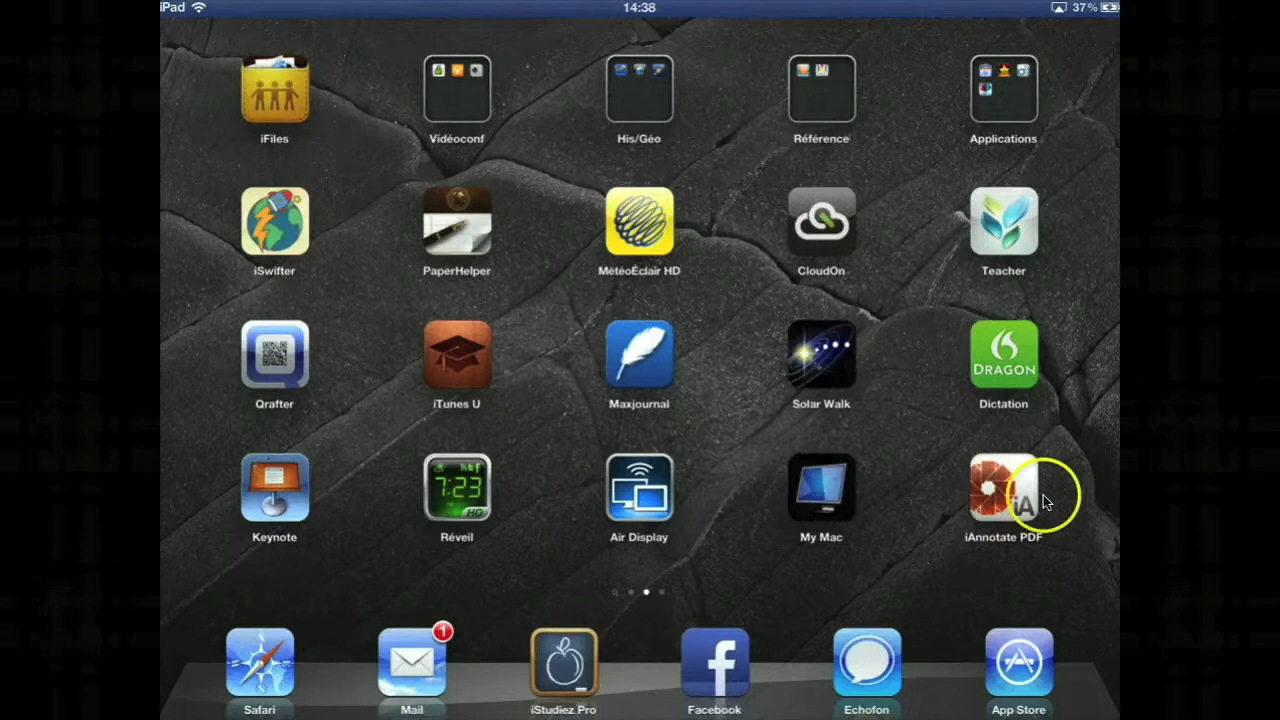 iPad 14:38 37%
iFiles Vidéoconf His/Géo Référence Applications
iSwifter PaperHelper MétéoÉclair HD CloudOn Teacher
DRAGON
Qrafter iTunes U Maxjournal Solar Walk Dictation
7:23
HD
iA
Keynote Réveil Air Display My Mac iAnnotate PDF
1
Safari Mail iStudiez Pro Facebook Echofon App Store